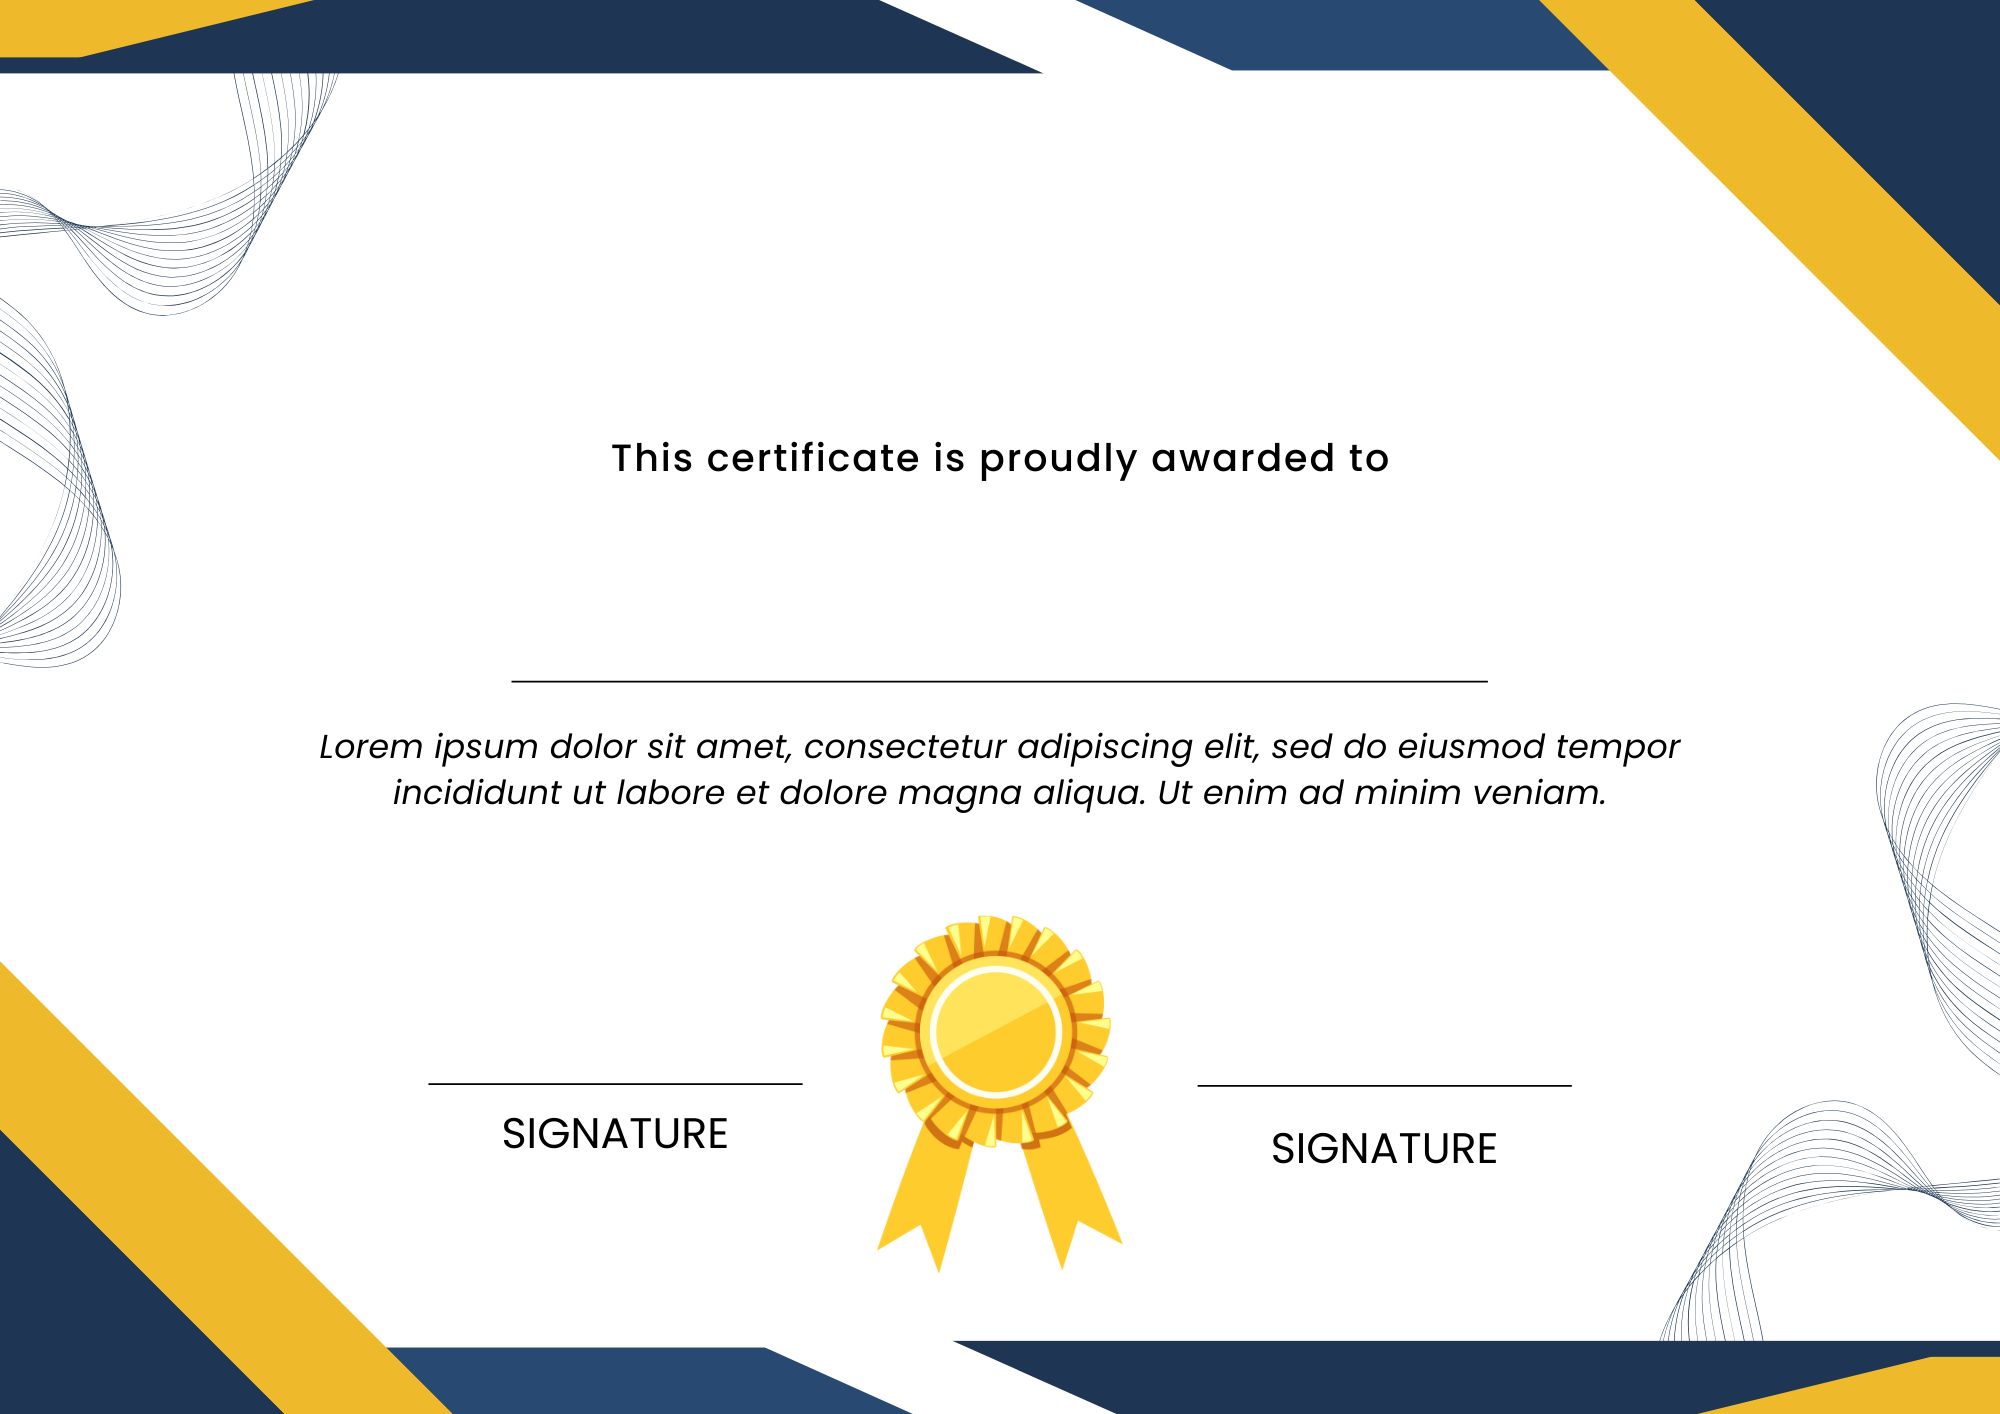 This certificate is proudly awarded to
Lorem ipsum dolor sit amet, consectetur adipiscing elit, sed do eiusmod tempor
incididunt ut labore et dolore magna aliqua. Ut enim ad minim veniam.
SIGNATURE
SIGNATURE